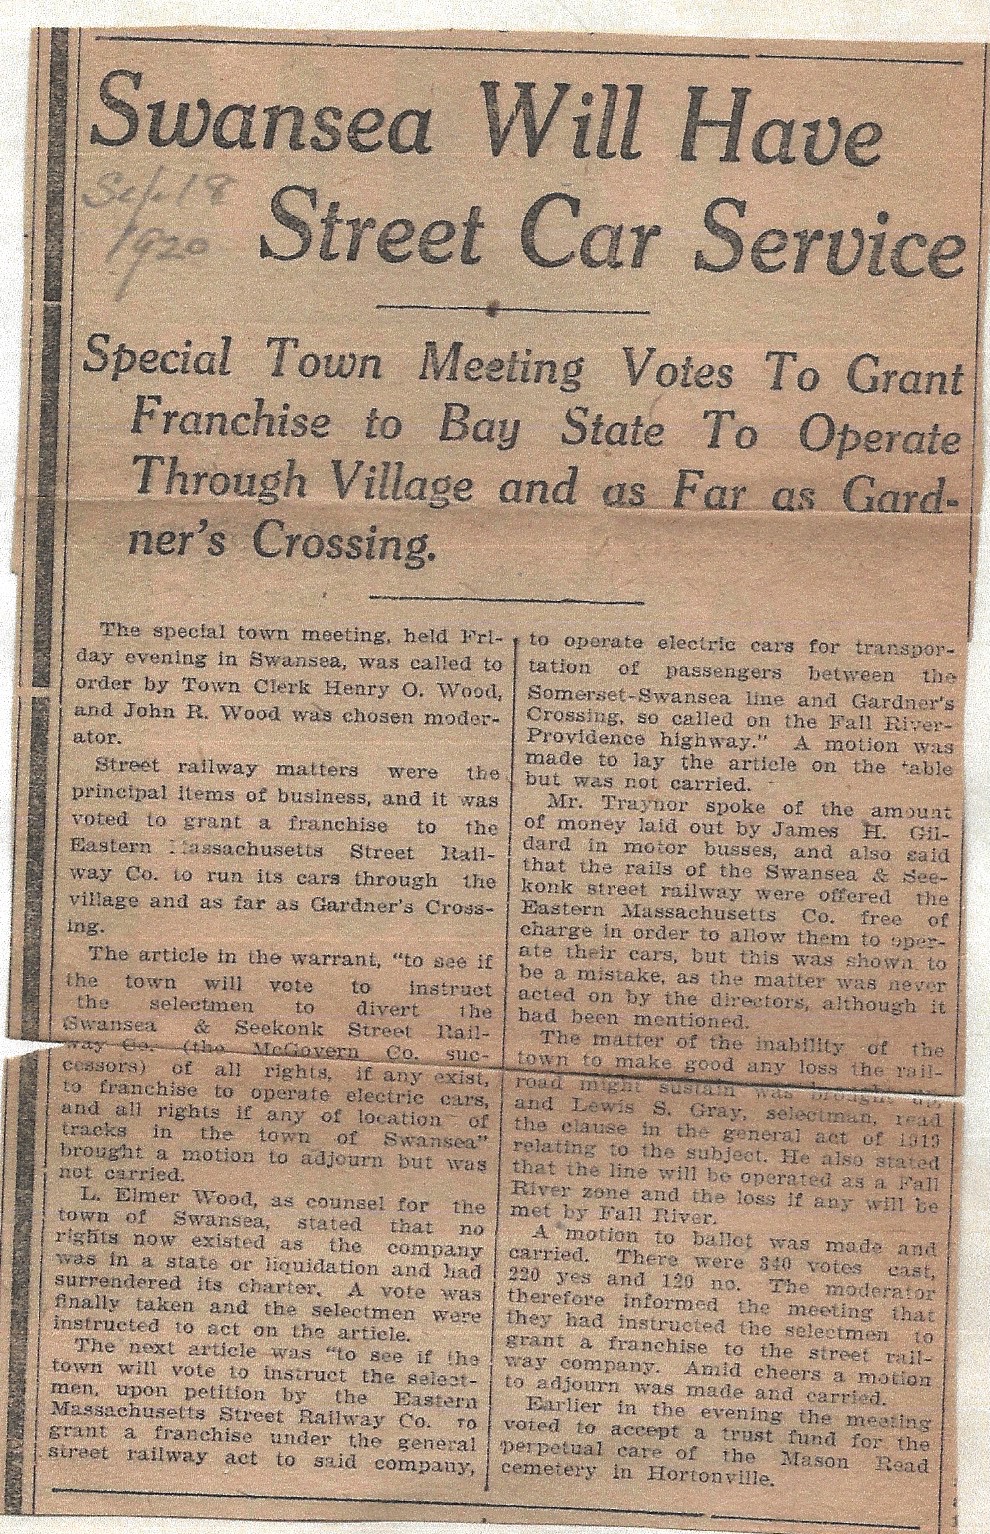 Swansea Will Have
Street Car Service
Sep. 18
1920
Special Town Meeting Votes To Grant
Franchise to Bay State To Operate
Through Village and as Far as Gard-
ner's Crossing.
The special town meeting, held Fri-
day evening in Swansea, was called to
order by Town Clerk Henry O. Wood,
and John R. Wood was chosen moder-
ator.
Street railway matters were the
principal items of business, and it was
voted to grant a franchise to the
Eastern Massachusetts Street Rail-
way Co. to run its cars through the
village and as far as Gardner's Cross-
ing.
The article in the warrant, "to see if
the town will vote to instruct
the selectmen to divert the
Swansea & Seekonk Street Rail-
way Co. (the McGovern Co. suc-
cessors) of all rights, if any exist,
to franchise to operate electric cars,
and all rights if any of location of
tracks in the town of Swansea"
brought a motion to adjourn but was
not carried.
L. Elmer Wood, as counsel for the
town of Swansea, stated that no
rights now existed as the company
was in a state or liquidation and had
surrendered its charter. A vote was
finally taken and the selectmen were
instructed to act on the article.
The next article was "to see if the
town will vote to instruct the select-
men, upon petition by the Eastern
Massachusetts Street Railway Co. to
grant a franchise under the general
street railway act to said company,
to operate electric cars for transpor-
tation of passengers between the
Somerset-Swansea line and Gardner's
Crossing, so called on the Fall River-
Providence highway." A motion was
made to lay the article on the table
but was not carried.
Mr. Traynor spoke of the amount
of money laid out by James H. Gil-
dard in motor busses, and also said
that the rails of the Swansea & See-
konk street railway were offered the
Eastern Massachusetts Co. free of
charge in order to allow them to oper-
ate their cars, but this was shown to
be a mistake, as the matter was never
acted on by the directors, although it
had been mentioned.
The matter of the inability of the
town to make good any loss the rail-
road might sustain was brought up,
and Lewis S. Gray, selectman, read
the clause in the general act of
relating to the subject. He also stated
that the line will be operated as a Fall
River zone and the loss if any will be
met by Fall River.
A motion to ballot was made and
carried. There were 340 votes cast,
220 yes and 120 no. The moderator
therefore informed the meeting that
they had instructed the selectmen to
grant a franchise to the street rail-
way company. Amid cheers a motion
to adjourn was made and carried.
Earlier in the evening the meeting
voted to accept a trust fund for the
perpetual care of the Mason Read
cemetery in Hortonville.